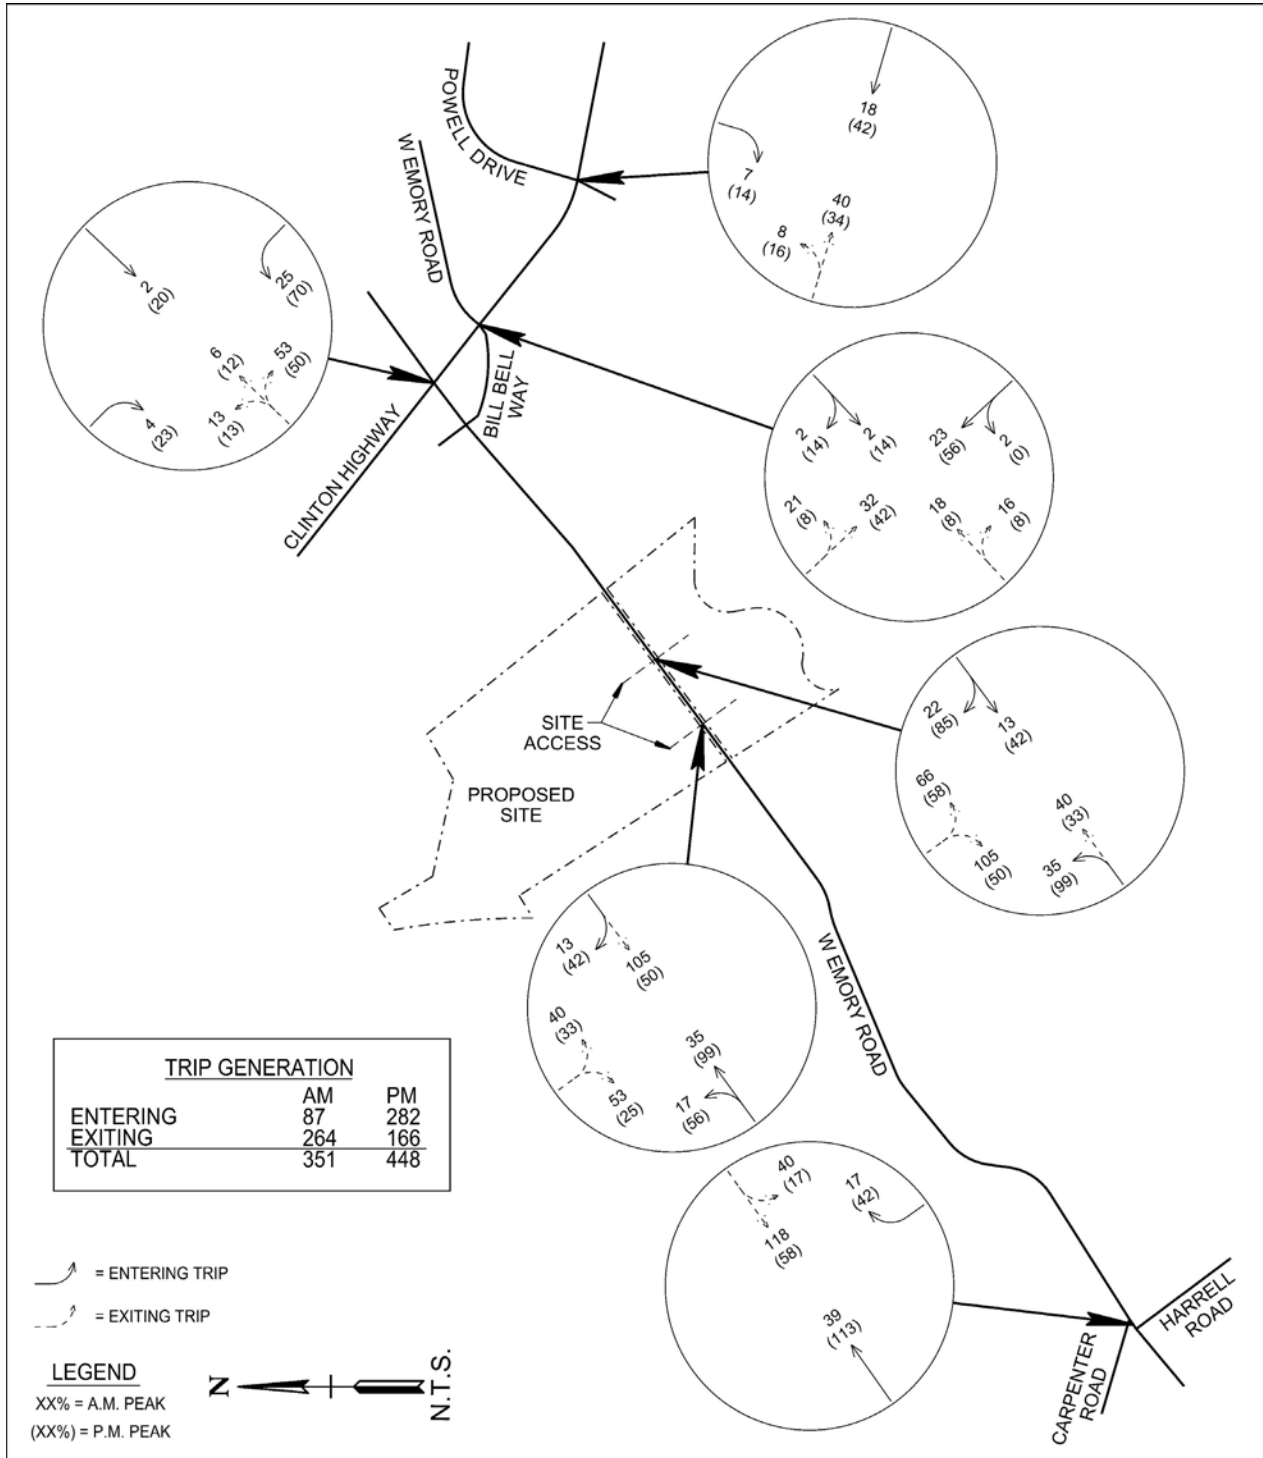 POWELL DRIVE
W EMORY ROAD
18
(42)
7
(14)
40
(34)
8
(16)
2
(20)
25
(70)
6
(12)
53
(50)
4
(23)
13
(13)
CLINTON HIGHWAY
BILL BELL
WAY
2
(14)
2
(14)
23
(56)
2
(0)
21
(8)
32
(42)
18
(8)
16
(8)
SITE
ACCESS
PROPOSED
SITE
22
(85)
13
(42)
66
(58)
40
(33)
105
(50)
35
(99)
13
(42)
105
(50)
40
(33)
35
(99)
53
(25)
17
(56)
W EMORY ROAD
TRIP GENERATION
AM PM
ENTERING 87 282
EXITING 264 166
TOTAL 351 448
40
(17)
17
(42)
118
(58)
39
(113)
HARRELL
ROAD
CARPENTER
ROAD
= ENTERING TRIP
= EXITING TRIP
LEGEND
XX% = A.M. PEAK
(XX%) = P.M. PEAK
N
N.T.S.